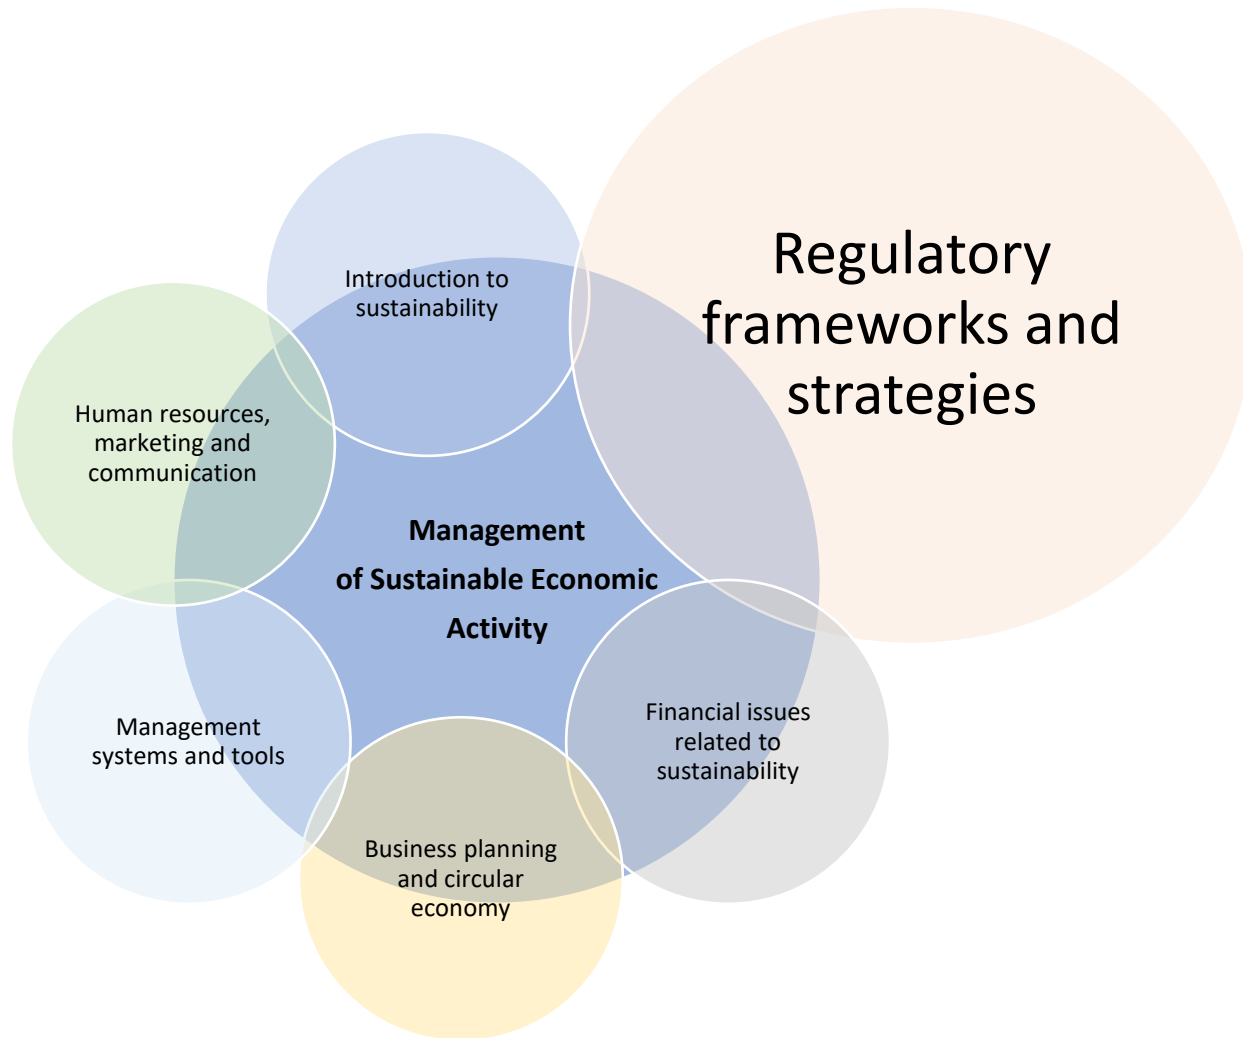 Regulatory
frameworks and
strategies
Introduction to
sustainability
Human resources,
marketing and
communication
Management
of Sustainable Economic
Activity
Management
systems and tools
Financial issues
related to
sustainability
Business planning
and circular
economy